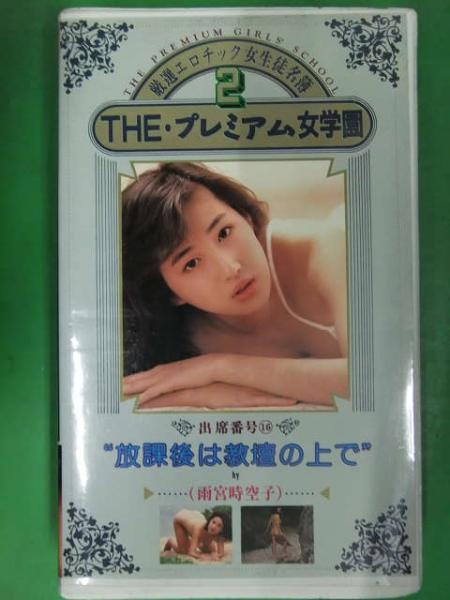 THE PREMIUM GIRLS' SCHOOL
厳選エロチック女生徒名簿
2
THE・プレミアム女学園
出席番号⑯
“放課後は教壇の上で”
by
……(雨宮時空子)……